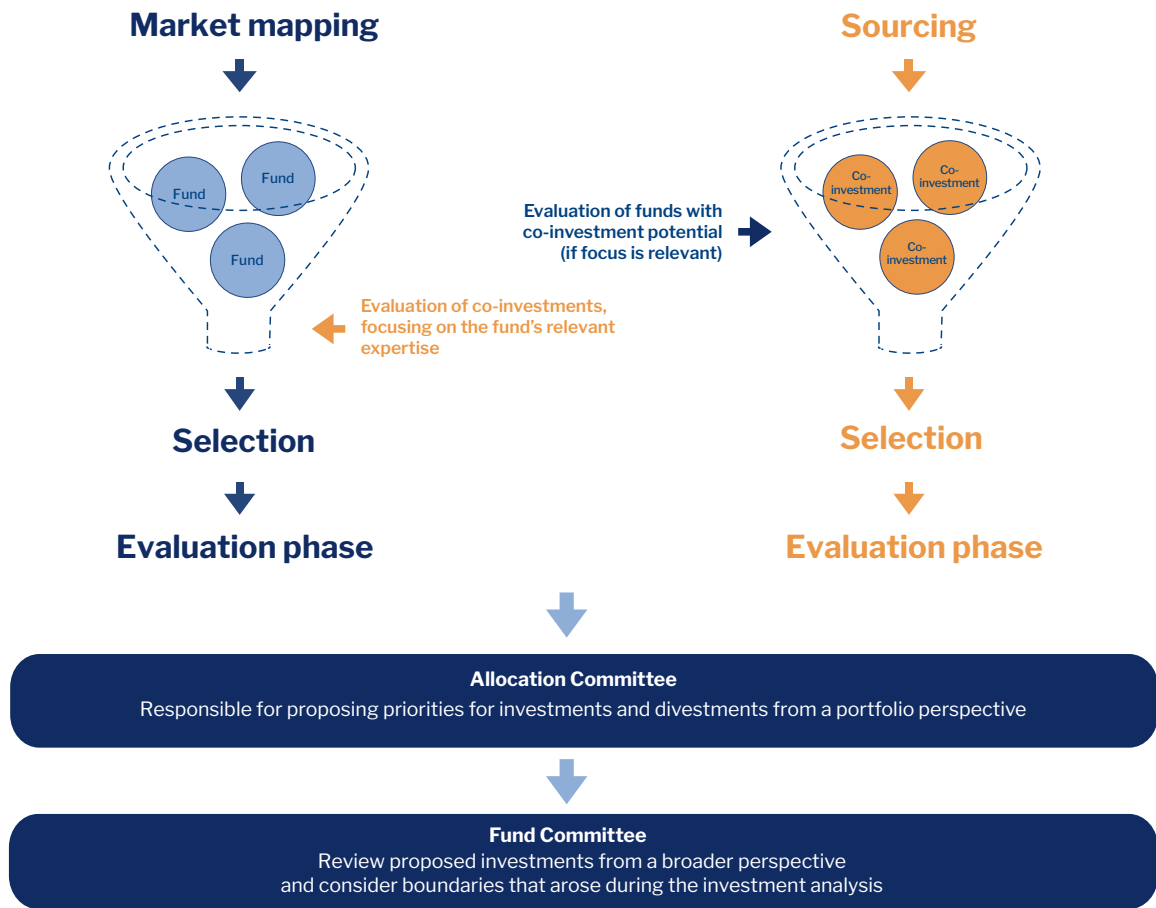 Market mapping
Fund
Fund
Fund
Evaluation of co-investments,
focusing on the fund's relevant
expertise
Selection
Evaluation phase
Sourcing
Co-
investment
Co-
investment
Co-
investment
Evaluation of funds with
co-investment potential
(if focus is relevant)
Selection
Evaluation phase
Allocation Committee
Responsible for proposing priorities for investments and divestments from a portfolio perspective
Fund Committee
Review proposed investments from a broader perspective
and consider boundaries that arose during the investment analysis